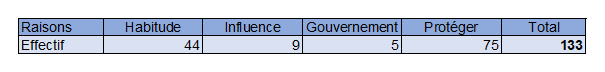 Raisons Habitude Influence Gouvernement Protéger Total
Effectif 44 9 5 75 133